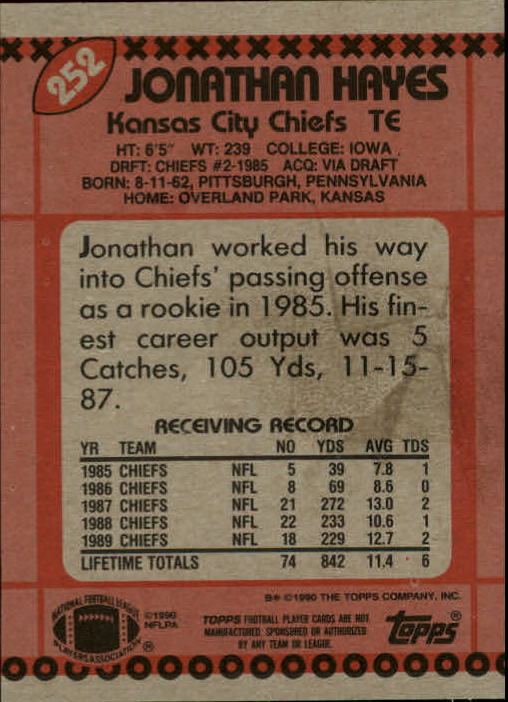 252
JONATHAN HAYES
Kansas City Chiefs TE
HT: 6'5" WT: 239 COLLEGE: IOWA
DRFT: CHIEFS #2-1985 ACQ: VIA DRAFT
BORN: 8-11-62, PITTSBURGH, PENNSYLVANIA
HOME: OVERLAND PARK, KANSAS
Jonathan worked his way
into Chiefs' passing offense
as a rookie in 1985. His fin-
est career output was 5
Catches, 105 Yds, 11-15-
87.
RECEIVING RECORD
YR TEAM NO YDS AVG TDS
1985 CHIEFS NFL 5 39 7.8 1
1986 CHIEFS NFL 8 69 8.6 0
1987 CHIEFS NFL 21 272 13.0 2
1988 CHIEFS NFL 22 233 10.6 1
1989 CHIEFS NFL 18 229 12.7 2
LIFETIME TOTALS 74 842 11.4 6
B* ©1990 THE TOPPS COMPANY, INC.
NATIONAL FOOTBALL LEAGUE
PLAYERS ASSOCIATION ®
©1990
NFLPA
TOPPS FOOTBALL PLAYER CARDS ARE NOT
MANUFACTURED, SPONSORED OR AUTHORIZED
BY ANY TEAM OR LEAGUE.
topps®